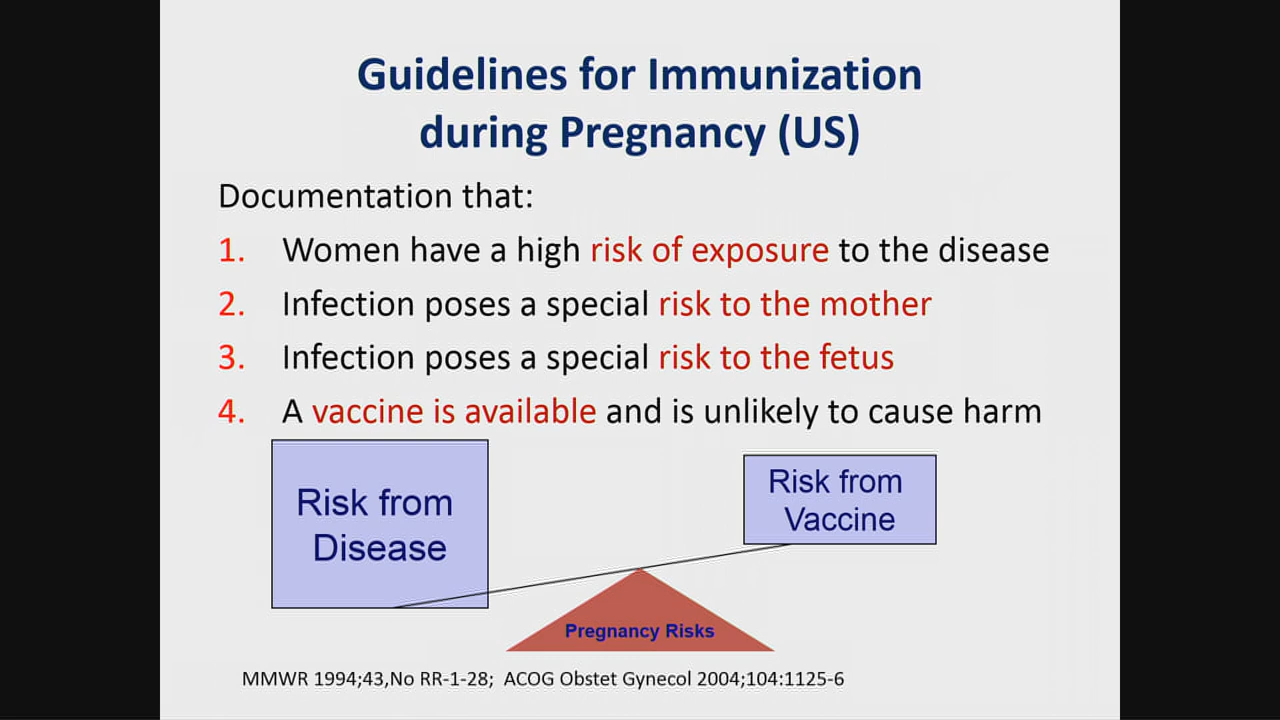 Guidelines for Immunization
during Pregnancy (US)
Documentation that:
1. Women have a high risk of exposure to the disease
2. Infection poses a special risk to the mother
3. Infection poses a special risk to the fetus
4. A vaccine is available and is unlikely to cause harm
Risk from
Disease
Risk from
Vaccine
Pregnancy Risks
MMWR 1994;43,No RR-1-28; ACOG Obstet Gynecol 2004;104:1125-6